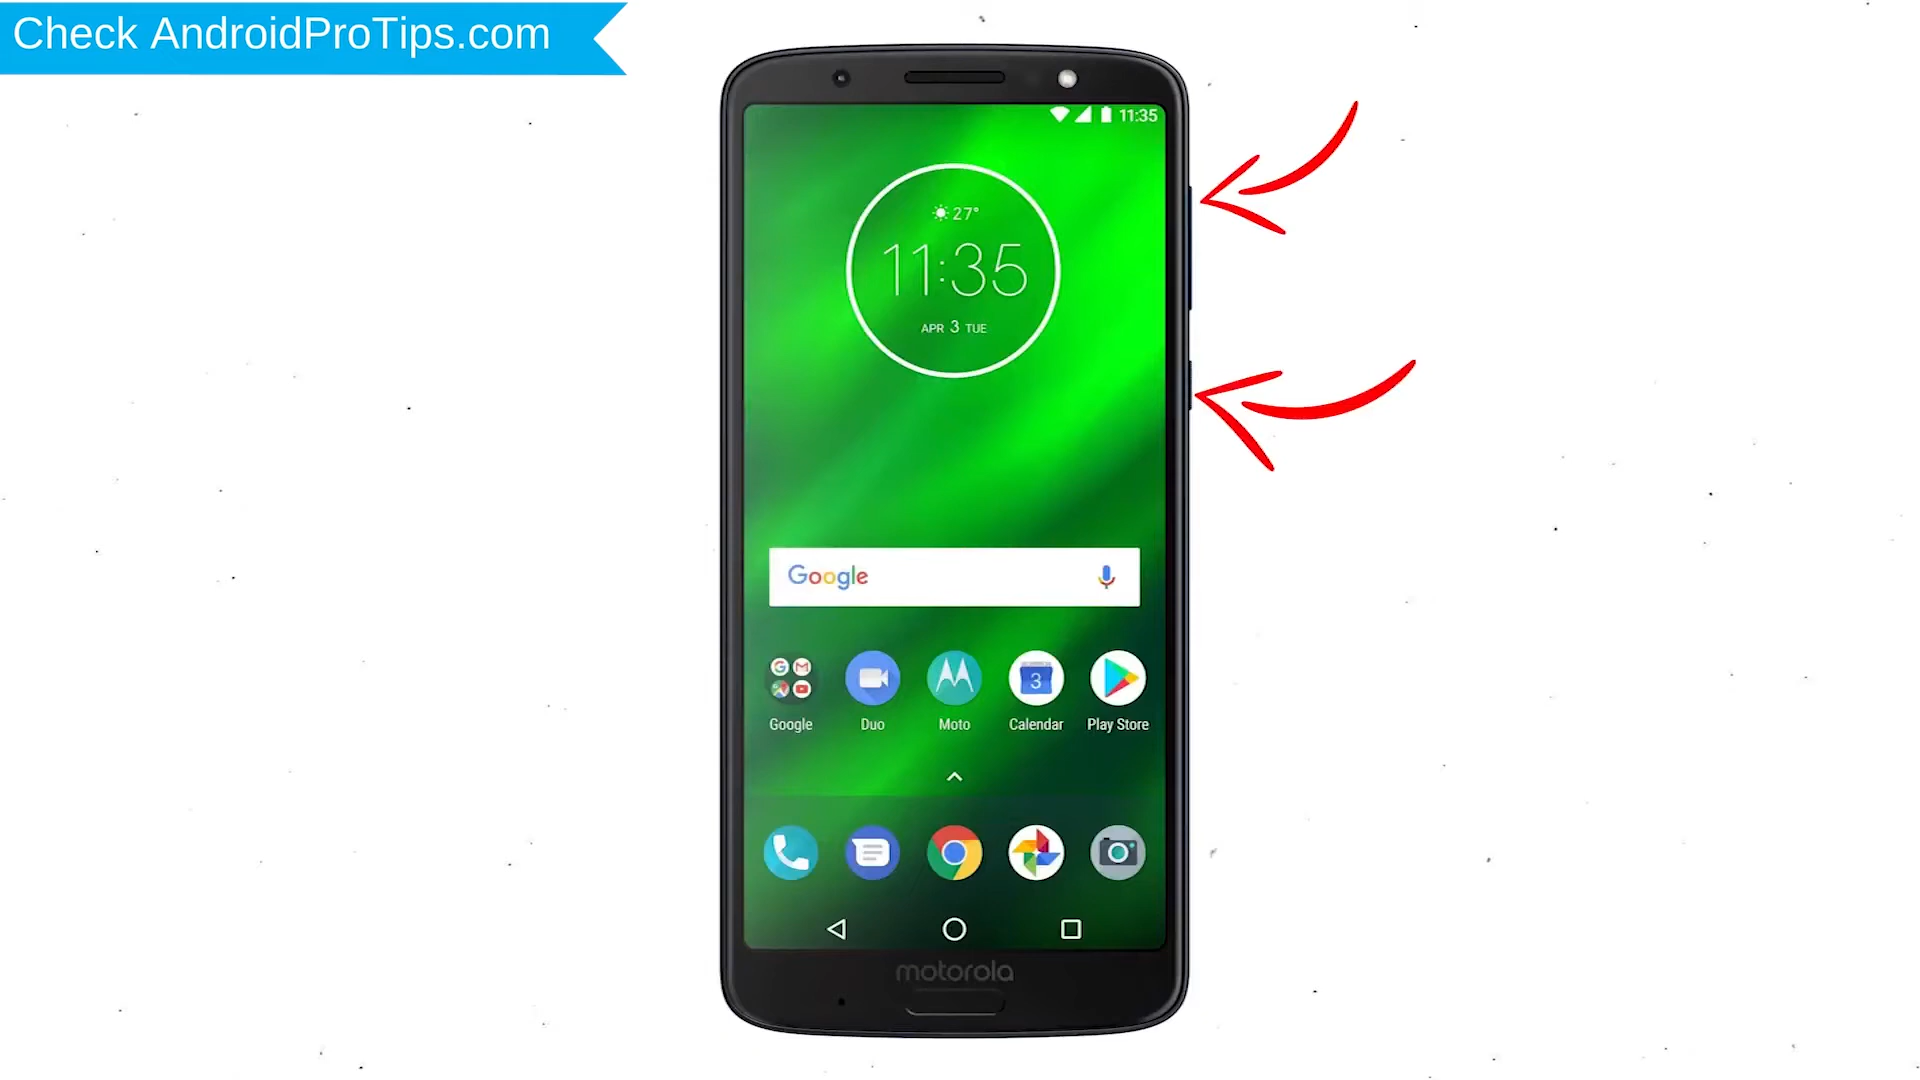 Check AndroidProTips.com
11:35
27°
11:35
APR 3 TUE
Google
3
Google
Duo
Moto
Calendar
Play Store
motorola